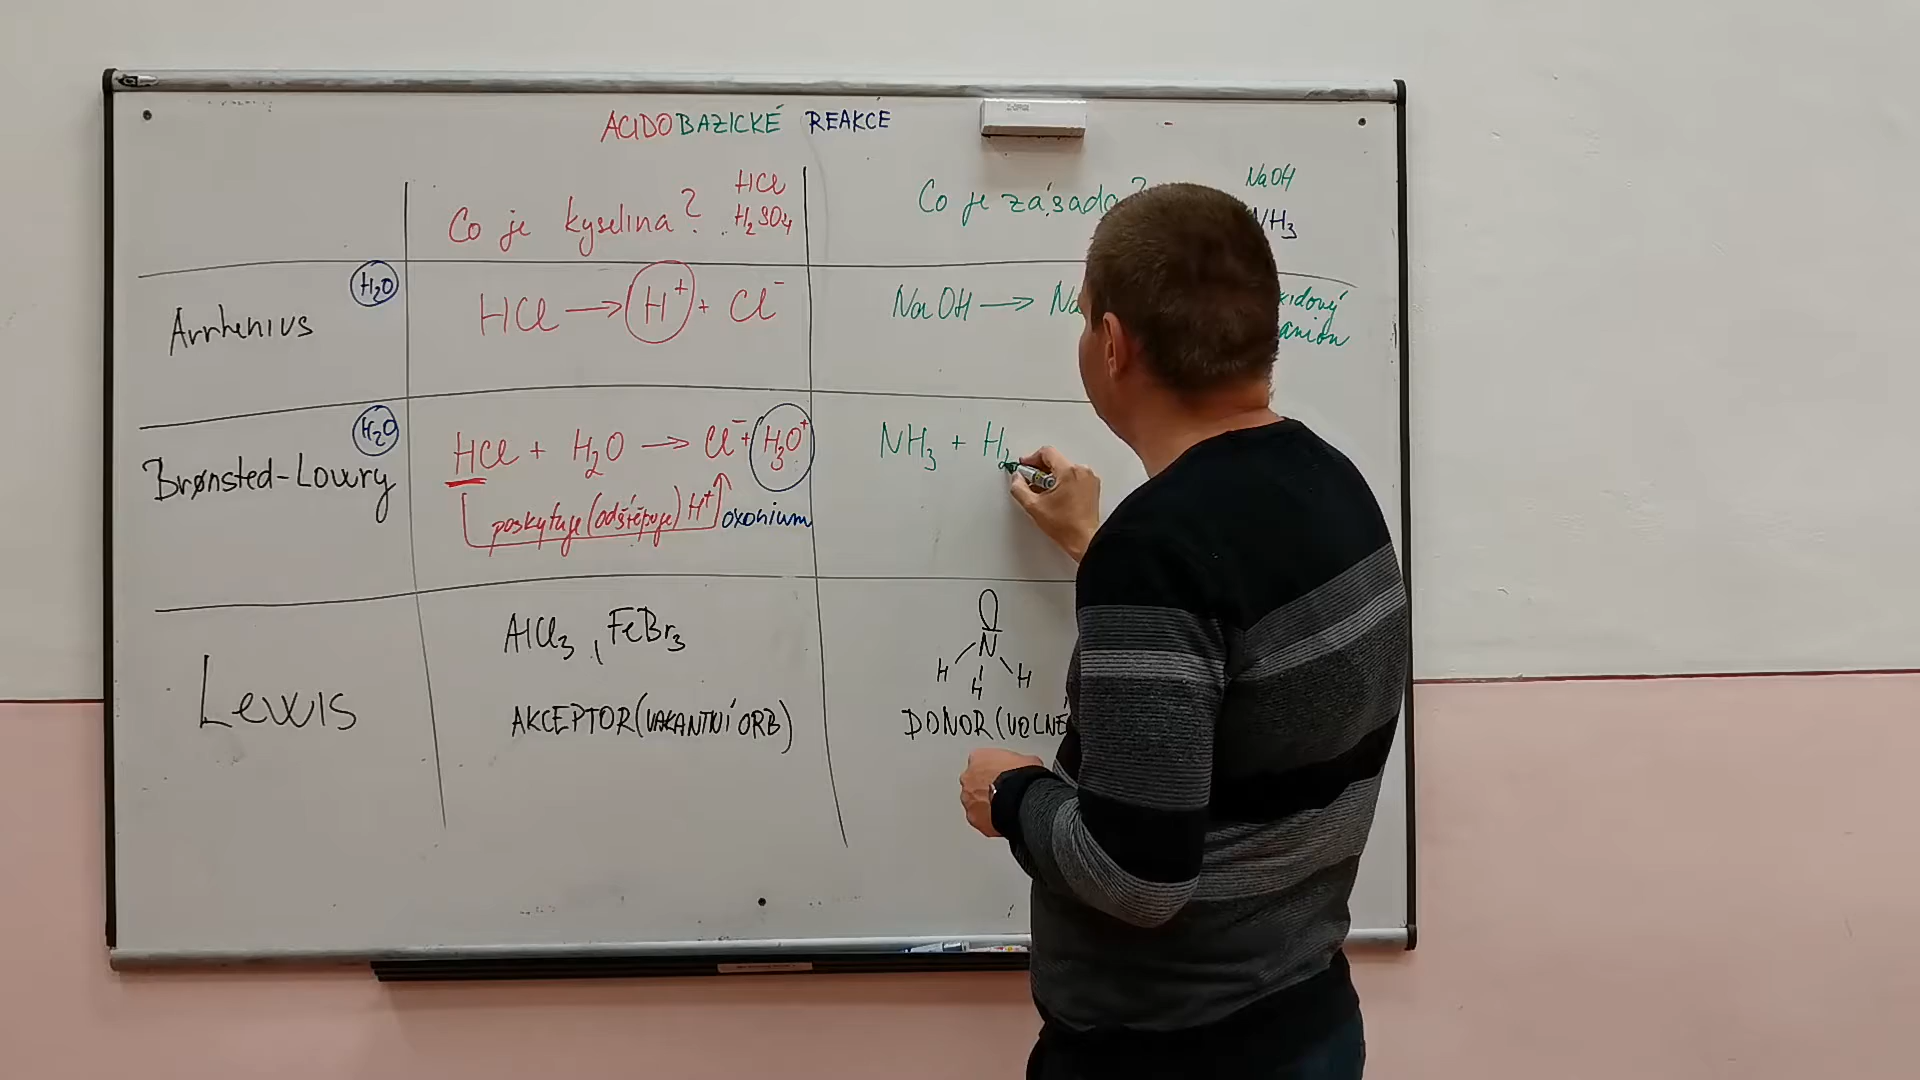 ACIDOBAZICKÉ REAKCE
Co je kyselina?
HCl
H₂SO₄
Co je zásada?
NaOH
NH₃
Arrhenius
H₂O
HCl → H⁺ + Cl⁻
NaOH →
anion
Brønsted-Lowry
H₂O
HCl + H₂O → Cl⁻ + H₃O⁺
poskytuje (odštěpuje) H⁺
oxonium
NH₃ + H₂
Lewis
AlCl₃, FeBr₃
AKCEPTOR (VAKANTNÍ ORB)
N
H H H
DONOR (VOLNÉ